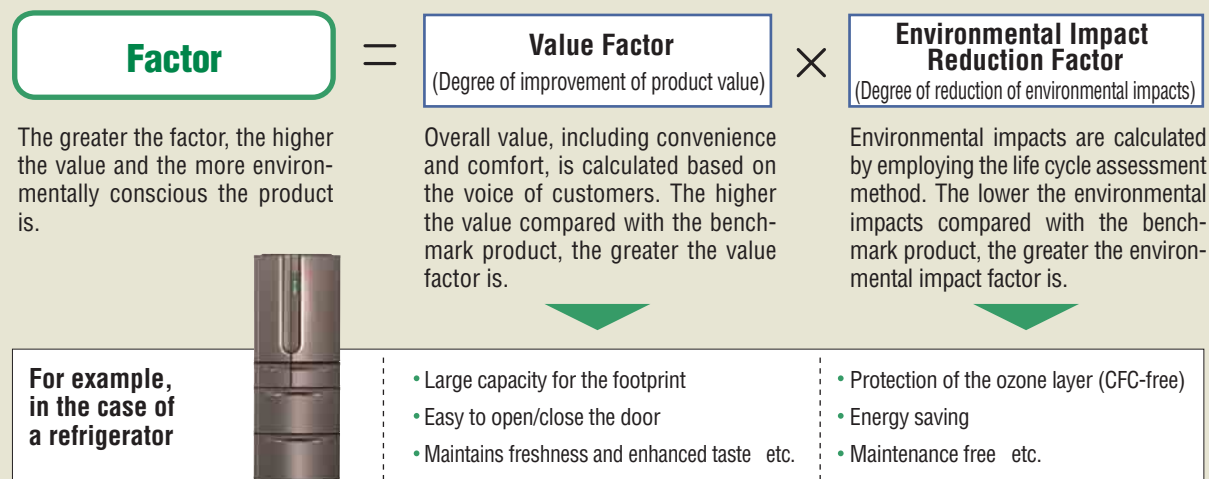 Factor
=
Value Factor
(Degree of improvement of product value)
×
Environmental Impact
Reduction Factor
(Degree of reduction of environmental impacts)
The greater the factor, the higher
the value and the more environ-
mentally conscious the product
is.
Overall value, including convenience
and comfort, is calculated based on
the voice of customers. The higher
the value compared with the bench-
mark product, the greater the value
factor is.
Environmental impacts are calculated
by employing the life cycle assessment
method. The lower the environmental
impacts compared with the bench-
mark product, the greater the environ-
mental impact factor is.
For example,
in the case of
a refrigerator
• Large capacity for the footprint
• Easy to open/close the door
• Maintains freshness and enhanced taste etc.
• Protection of the ozone layer (CFC-free)
• Energy saving
• Maintenance free etc.